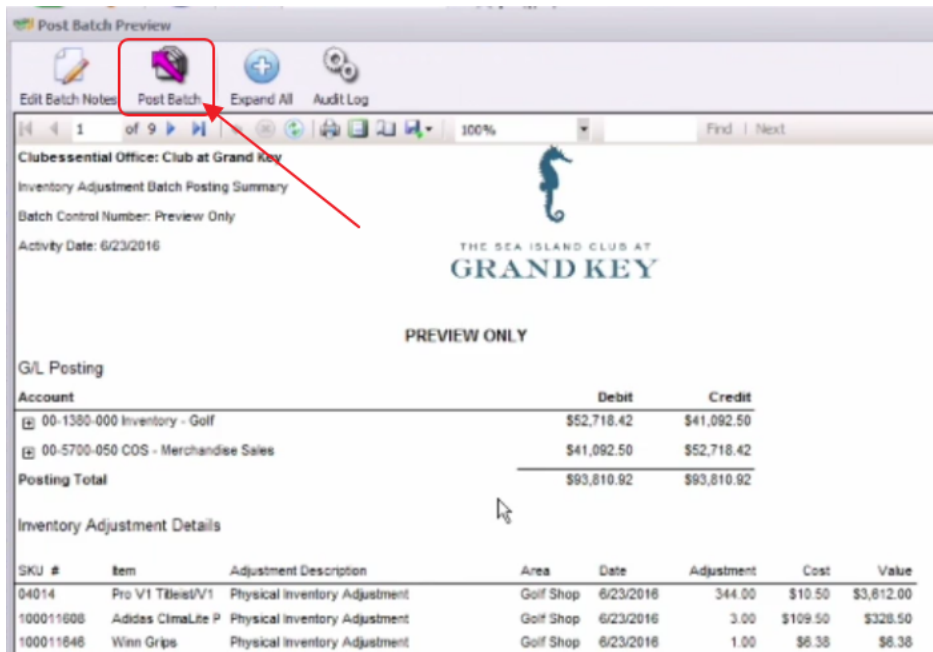 Post Batch Preview
Edit Batch Notes Post Batch Expand All Audit Log
1 of 9 100% Find | Next
Clubessential Office: Club at Grand Key
Inventory Adjustment Batch Posting Summary
Batch Control Number: Preview Only
Activity Date: 6/23/2016
THE SEA ISLAND CLUB AT
GRAND KEY
PREVIEW ONLY
G/L Posting
Account Debit Credit
00-1380-000 Inventory - Golf $52,718.42 $41,092.50
00-5700-050 COS - Merchandise Sales $41,092.50 $52,718.42
Posting Total $93,810.92 $93,810.92
Inventory Adjustment Details
SKU # Item Adjustment Description Area Date Adjustment Cost Value
04014 Pro V1 Titleist/V1 Physical Inventory Adjustment Golf Shop 6/23/2016 344.00 $10.50 $3,612.00
100011608 Adidas ClimaLite P Physical Inventory Adjustment Golf Shop 6/23/2016 3.00 $109.50 $328.50
100011646 Winn Grips Physical Inventory Adjustment Golf Shop 6/23/2016 1.00 $6.38 $6.38